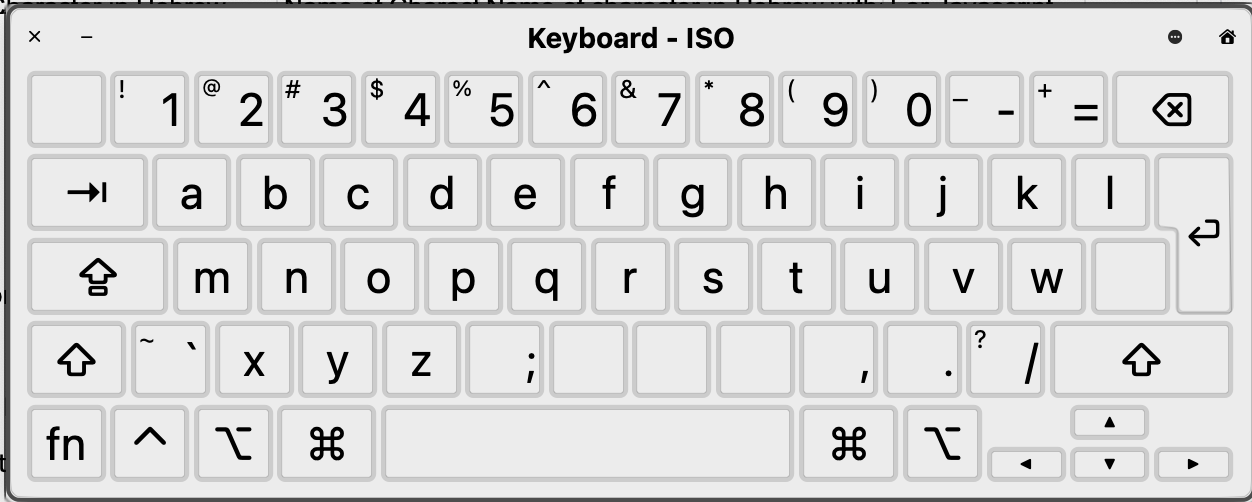 Keyboard - ISO
! 1 @ 2 # 3 $ 4 % 5 ^ 6 & 7 * 8 ( 9 ) 0 _ - + =
a b c d e f g h i j k l
m n o p q r s t u v w
~ ` x y z ; , . ? /
fn